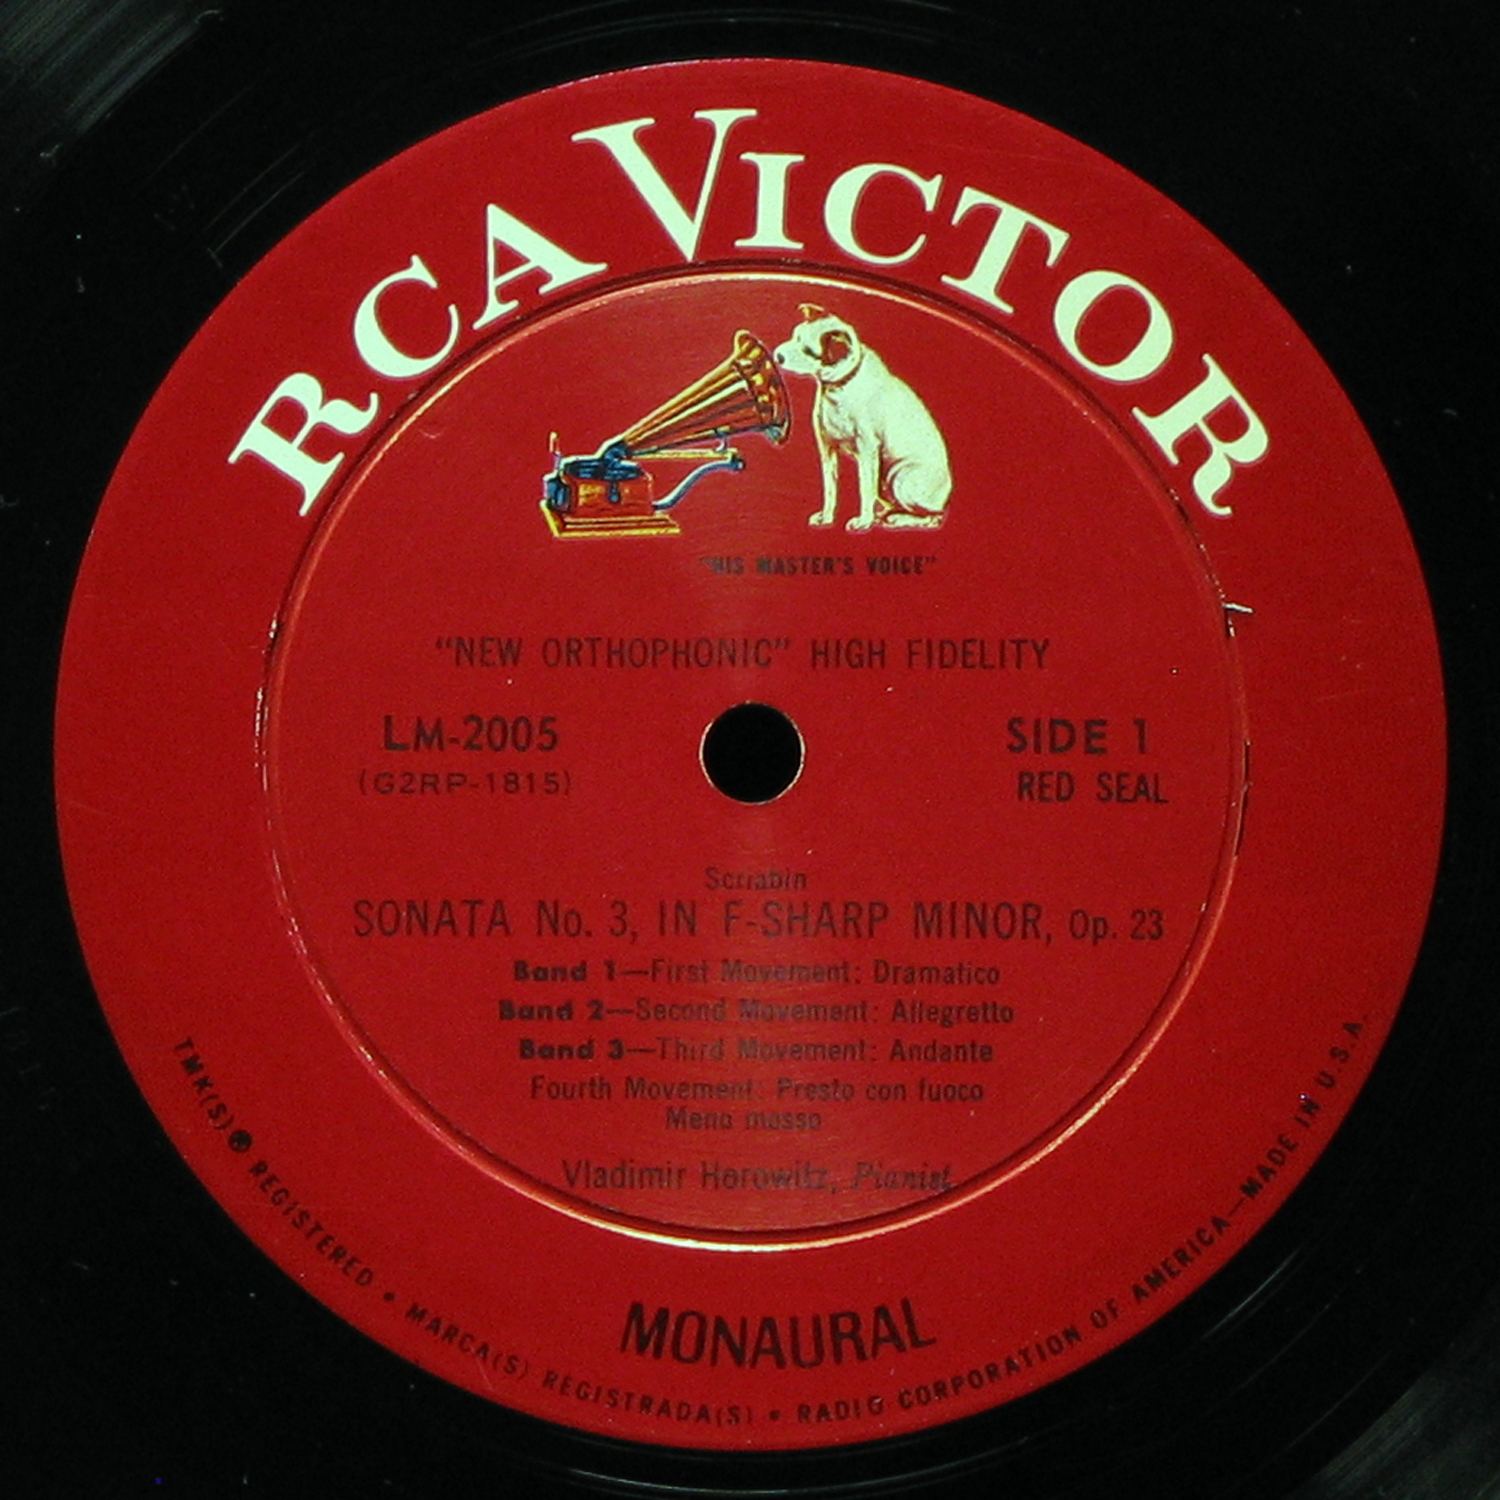 RCA VICTOR
"HIS MASTER'S VOICE"
"NEW ORTHOPHONIC" HIGH FIDELITY
LM-2005
(G2RP-1815)
SIDE 1
RED SEAL
Scriabin
SONATA No. 3, IN F-SHARP MINOR, Op. 23
Band 1—First Movement: Dramatico
Band 2—Second Movement: Allegretto
Band 3—Third Movement: Andante
Fourth Movement: Presto con fuoco
Meno mosso
Vladimir Horowitz, Pianist
MONAURAL
TMK(S) ® REGISTERED • MARCA(S) REGISTRADA(S) • RADIO CORPORATION OF AMERICA—MADE IN U.S.A.